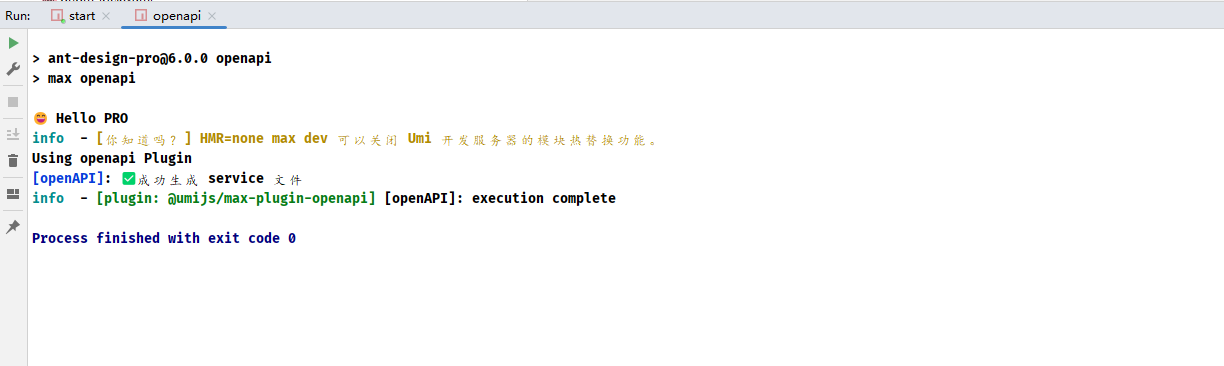 Run: start openapi
> ant-design-pro@6.0.0 openapi
> max openapi
😄 Hello PRO
info  - [你知道吗？] HMR=none max dev 可以关闭 Umi 开发服务器的模块热替换功能。
Using openapi Plugin
[openAPI]: ✅成功生成 service 文件
info  - [plugin: @umijs/max-plugin-openapi] [openAPI]: execution complete
Process finished with exit code 0